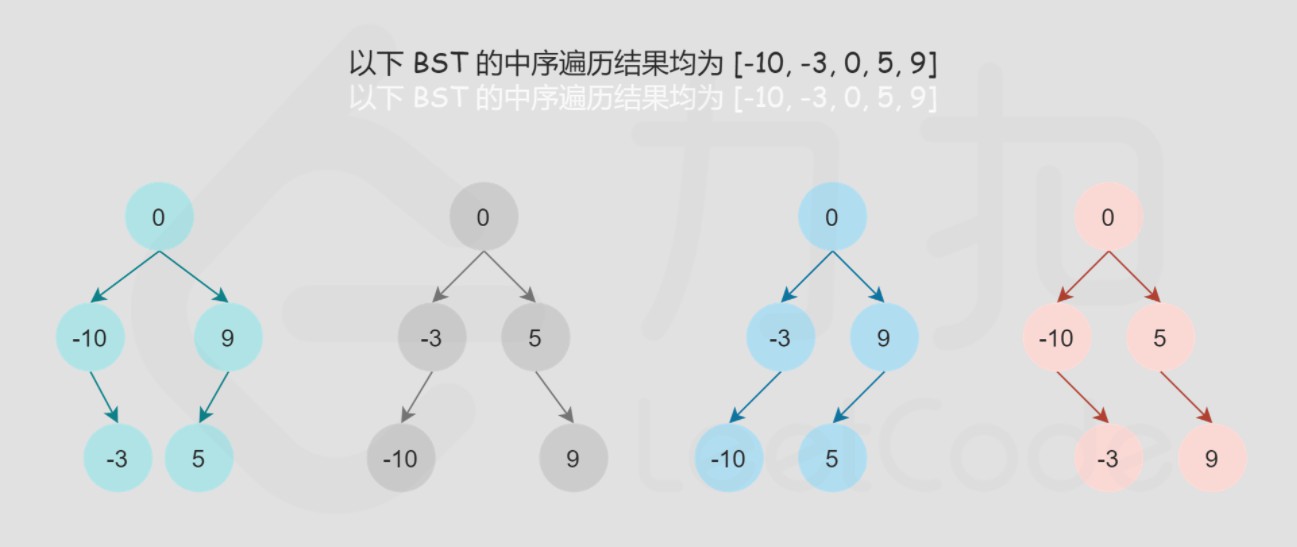 以下 BST 的中序遍历结果均为 [-10, -3, 0, 5, 9]
以下 BST 的中序遍历结果均为 [-10, -3, 0, 5, 9]
力扣
0 0 0 0
-10 9 -3 5 -3 9 -10 5
-3 5 -10 9 -10 5 -3 9
LeetCode